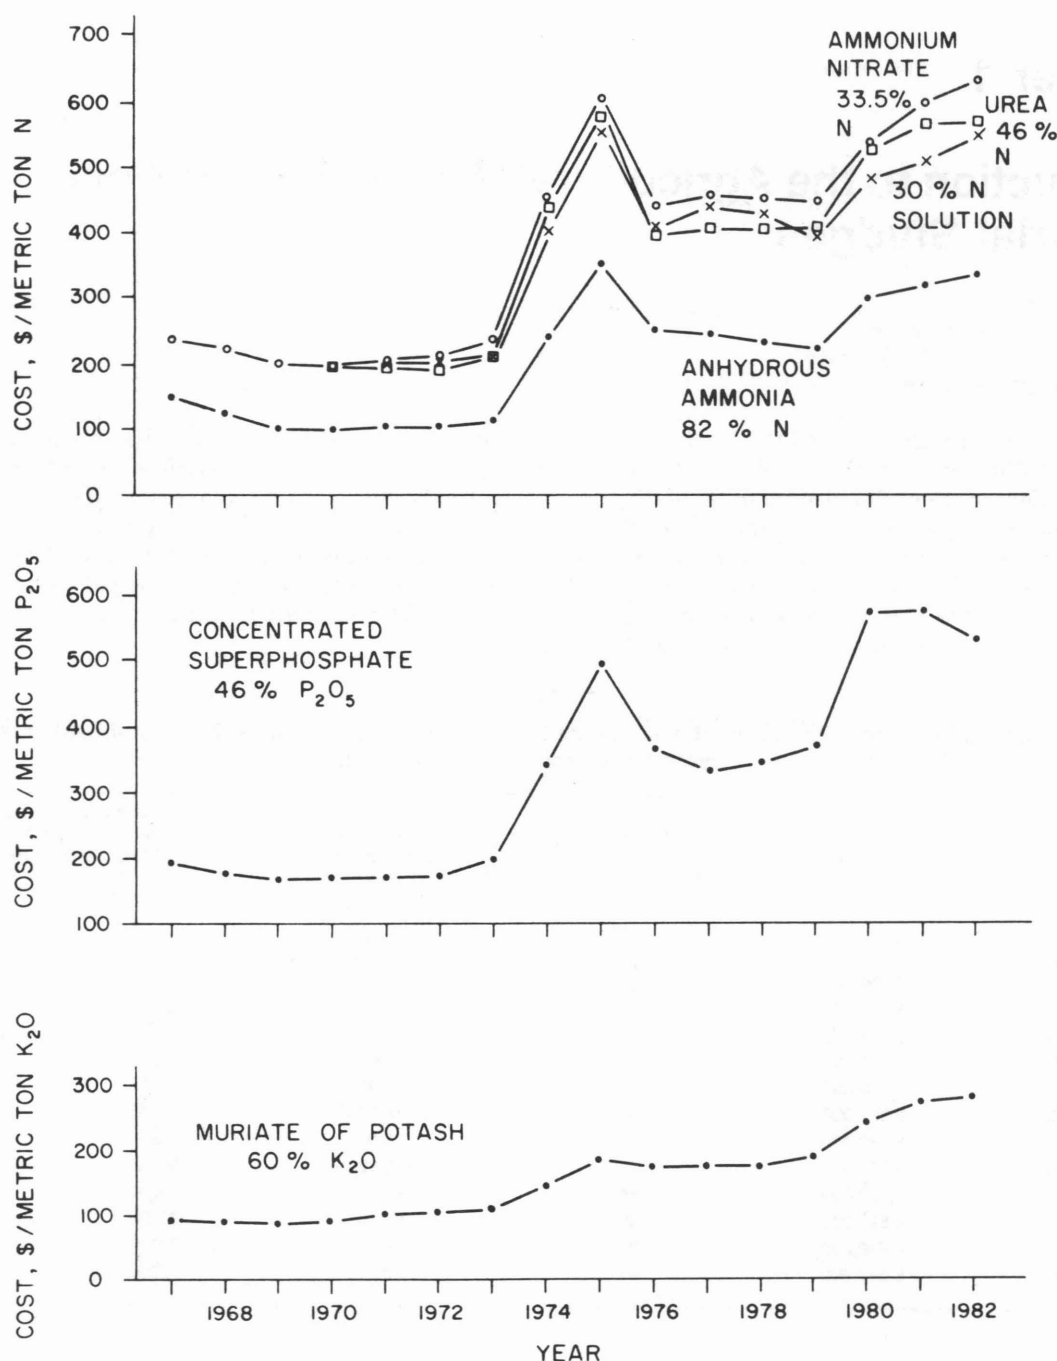 COST, $/METRIC TON N
700
600
500
400
300
200
100
0
AMMONIUM
NITRATE
33.5%
N
UREA
46 %
N
30 % N
SOLUTION
ANHYDROUS
AMMONIA
82 % N
COST, $/METRIC TON P₂O₅
600
500
400
300
200
100
CONCENTRATED
SUPERPHOSPHATE
46 % P₂O₅
COST, $/METRIC TON K₂O
300
200
100
0
MURIATE OF POTASH
60 % K₂O
1968 1970 1972 1974 1976 1978 1980 1982
YEAR